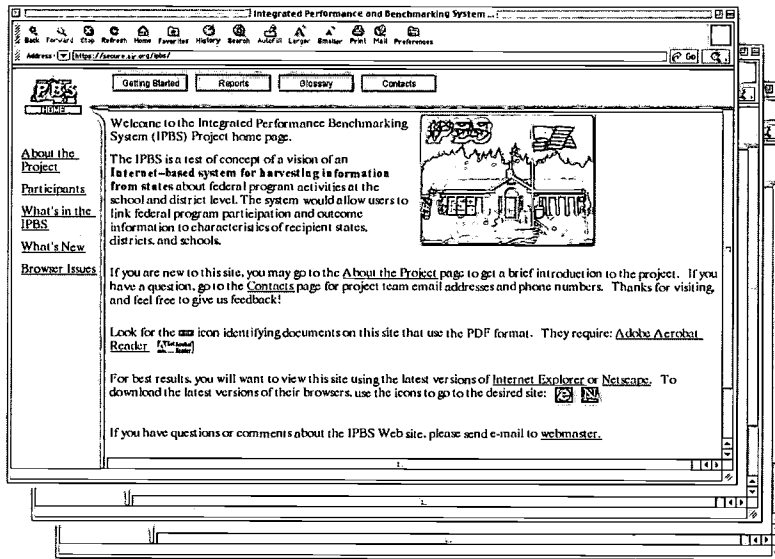 Integrated Performance and Benchmarking System ...
Back Forward Stop Refresh Home Favorites History Search AutoFill Larger Smaller Print Mail Preferences
Address: https://secure.air.org/ipbs/ Go
Getting Started Reports Glossary Contacts
HOME
About the
Project
Participants
What's in the
IPBS
What's New
Browser Issues
Welcome to the Integrated Performance Benchmarking
System (IPBS) Project home page.
The IPBS is a test of concept of a vision of an
Internet-based system for harvesting information
from states about federal program activities at the
school and district level. The system would allow users to
link federal program participation and outcome
information to characteristics of recipient states,
districts, and schools.
If you are new to this site, you may go to the About the Project page to get a brief introduction to the project. If you
have a question, go to the Contacts page for project team email addresses and phone numbers. Thanks for visiting,
and feel free to give us feedback!
Look for the icon identifying documents on this site that use the PDF format. They require: Adobe Acrobat
Reader
For best results, you will want to view this site using the latest versions of Internet Explorer or Netscape. To
download the latest versions of their browsers, use the icons to go to the desired site:
If you have questions or comments about the IPBS Web site, please send e-mail to webmaster.